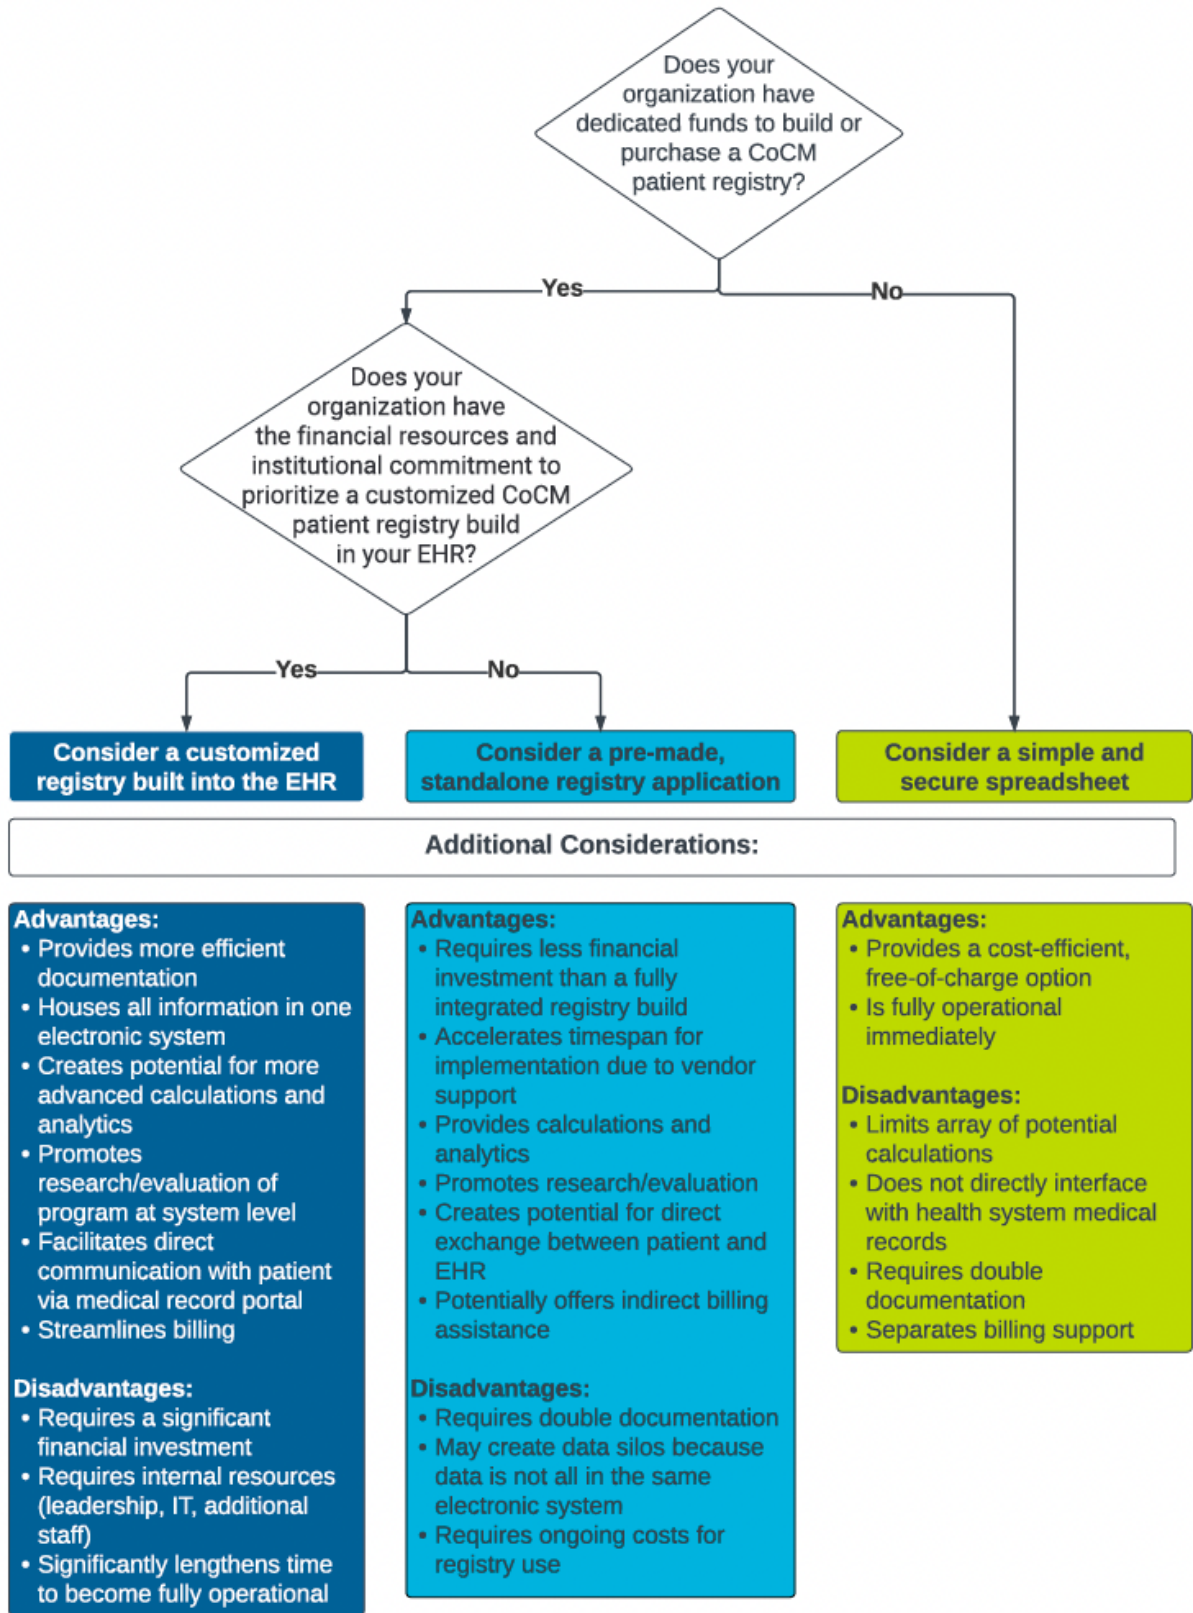 Does your
organization have
dedicated funds to build or
purchase a CoCM
patient registry?
Yes
No
Does your
organization have
the financial resources and
institutional commitment to
prioritize a customized CoCM
patient registry build
in your EHR?
Yes
No
Consider a customized
registry built into the EHR
Consider a pre-made,
standalone registry application
Consider a simple and
secure spreadsheet
Additional Considerations:
Advantages:
• Provides more efficient
documentation
• Houses all information in one
electronic system
• Creates potential for more
advanced calculations and
analytics
• Promotes
research/evaluation of
program at system level
• Facilitates direct
communication with patient
via medical record portal
• Streamlines billing
Disadvantages:
• Requires a significant
financial investment
• Requires internal resources
(leadership, IT, additional
staff)
• Significantly lengthens time
to become fully operational
Advantages:
• Requires less financial
investment than a fully
integrated registry build
• Accelerates timespan for
implementation due to vendor
support
• Provides calculations and
analytics
• Promotes research/evaluation
• Creates potential for direct
exchange between patient and
EHR
• Potentially offers indirect billing
assistance
Disadvantages:
• Requires double documentation
• May create data silos because
data is not all in the same
electronic system
• Requires ongoing costs for
registry use
Advantages:
• Provides a cost-efficient,
free-of-charge option
• Is fully operational
immediately
Disadvantages:
• Limits array of potential
calculations
• Does not directly interface
with health system medical
records
• Requires double
documentation
• Separates billing support